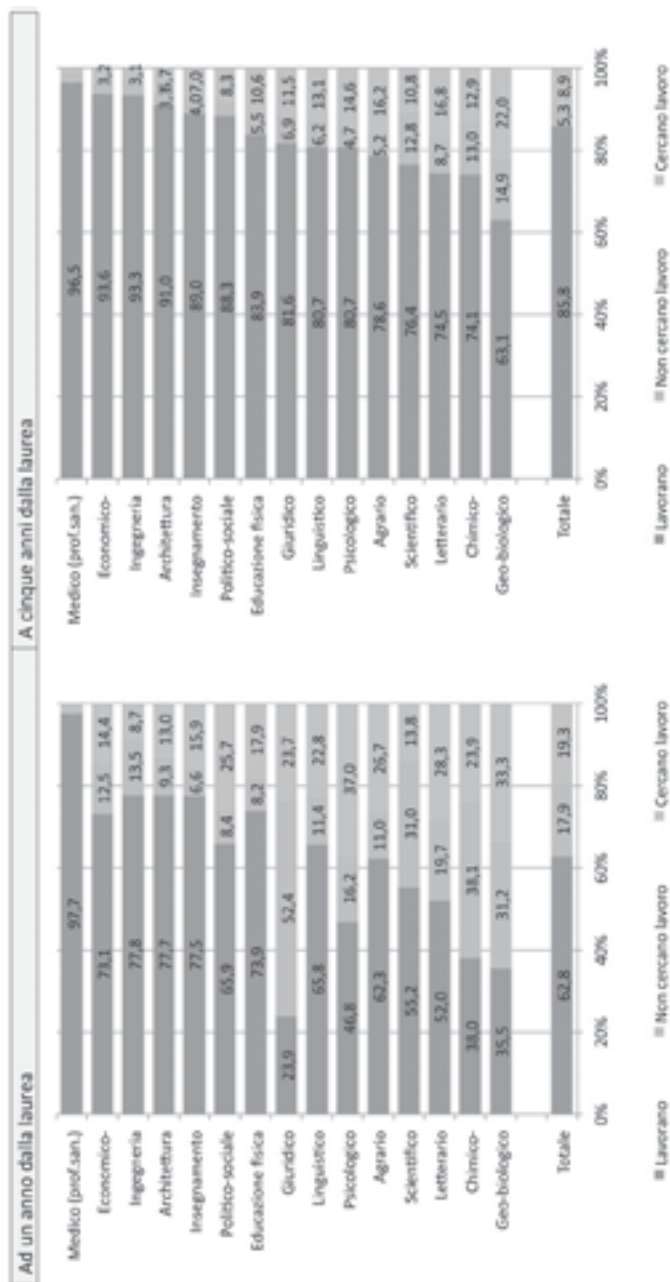 Ad un anno dalla laurea
Medico (prof.san.) 97,7
Economico- 73,1 12,5 14,4
Ingegneria 77,8 13,5 8,7
Architettura 77,7 9,3 13,0
Insegnamento 77,5 6,6 15,9
Politico-sociale 65,9 8,4 25,7
Educazione fisica 73,9 8,2 17,9
Giuridico 23,9 52,4 23,7
Linguistico 65,8 11,4 22,8
Psicologico 46,8 16,2 37,0
Agrario 62,3 11,0 26,7
Scientifico 55,2 31,0 13,8
Letterario 52,0 19,7 28,3
Chimico- 38,0 38,1 23,9
Geo-biologico 35,5 31,2 33,3
Totale 62,8 17,9 19,3
0% 20% 40% 60% 80% 100%
Lavorano Non cercano lavoro Cercano lavoro
A cinque anni dalla laurea
Medico (prof.san.) 96,5
Economico- 93,6 3,2
Ingegneria 93,3 3,1
Architettura 91,0 6,7
Insegnamento 89,0 4,0 7,0
Politico-sociale 88,3 8,3
Educazione fisica 83,9 5,5 10,6
Giuridico 81,6 6,9 11,5
Linguistico 80,7 6,2 13,1
Psicologico 80,7 4,7 14,6
Agrario 78,6 5,2 16,2
Scientifico 76,4 12,8 10,8
Letterario 74,5 8,7 16,8
Chimico- 74,1 13,0 12,9
Geo-biologico 63,1 14,9 22,0
Totale 85,8 5,3 8,9
0% 20% 40% 60% 80% 100%
Lavorano Non cercano lavoro Cercano lavoro